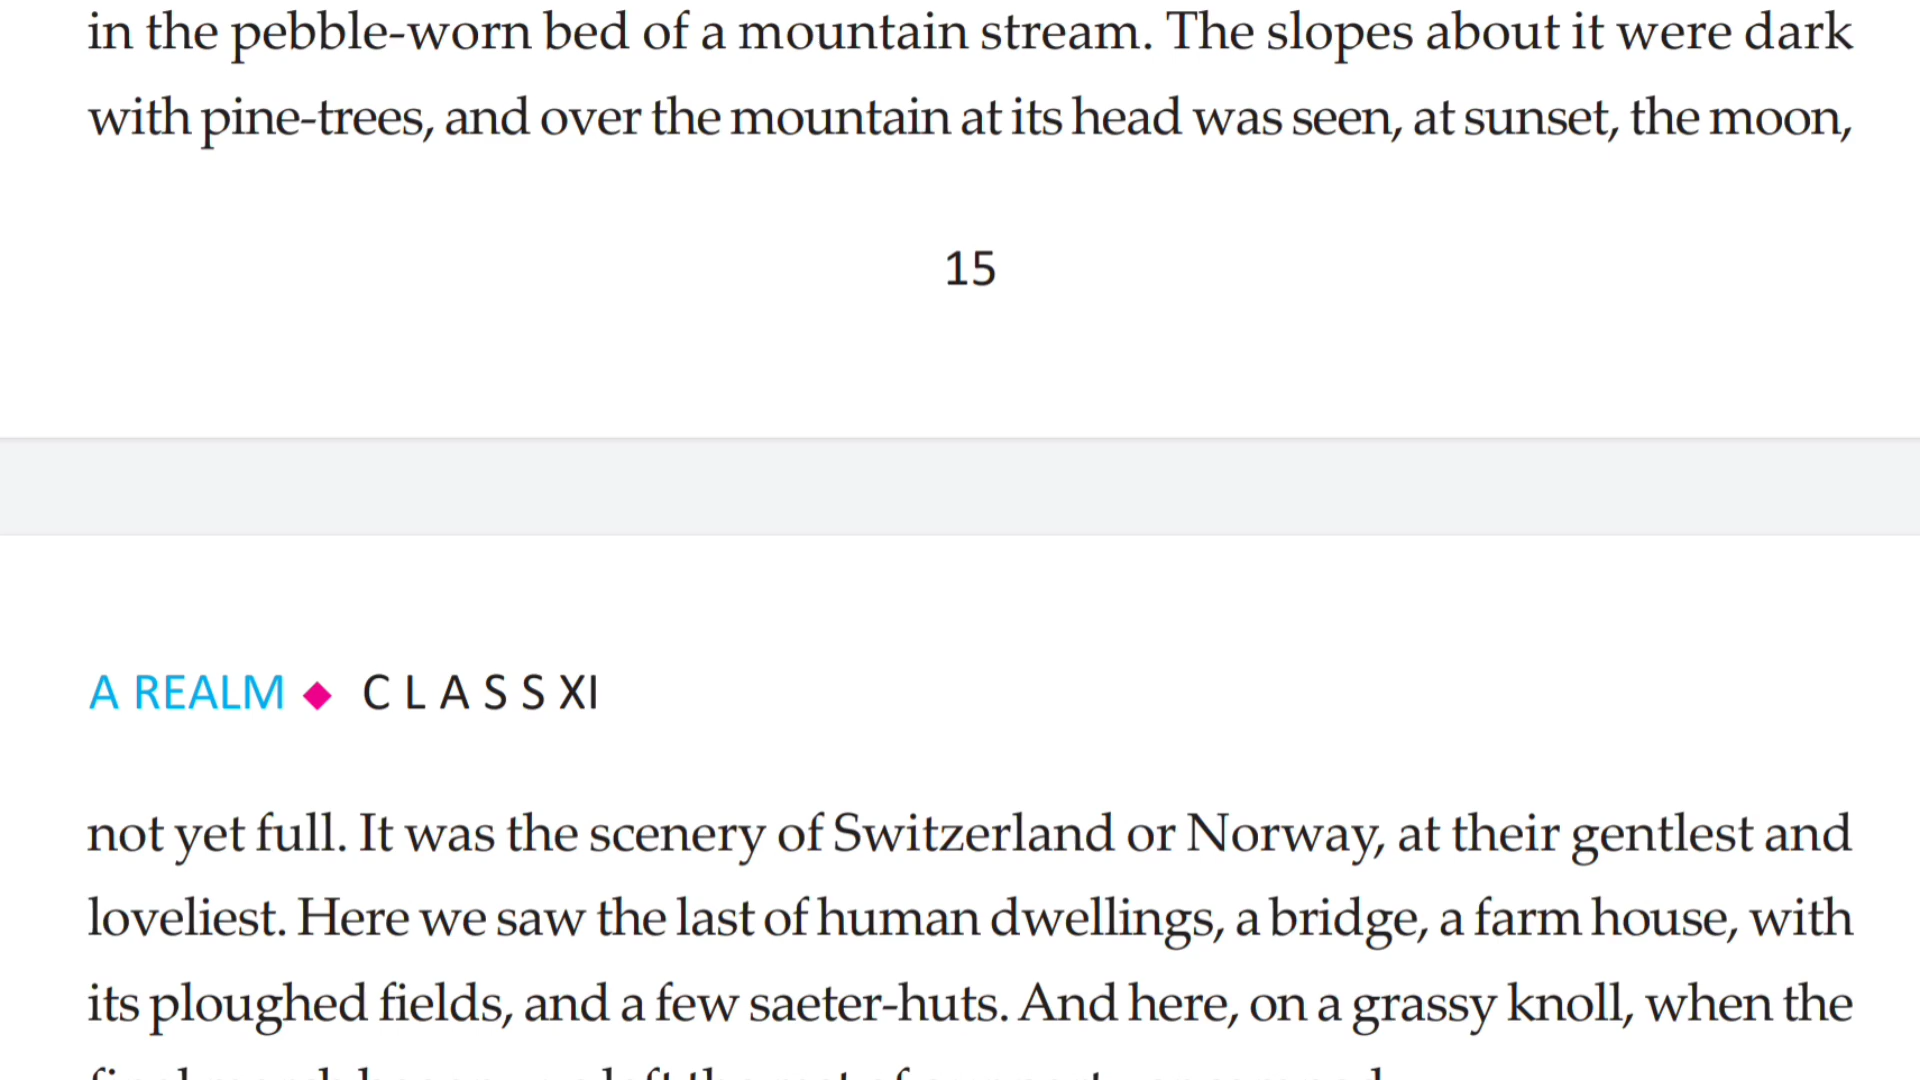 in the pebble-worn bed of a mountain stream. The slopes about it were dark
with pine-trees, and over the mountain at its head was seen, at sunset, the moon,
15
A REALM ◆ C L A S S XI
not yet full. It was the scenery of Switzerland or Norway, at their gentlest and
loveliest. Here we saw the last of human dwellings, a bridge, a farm house, with
its ploughed fields, and a few saeter-huts. And here, on a grassy knoll, when the